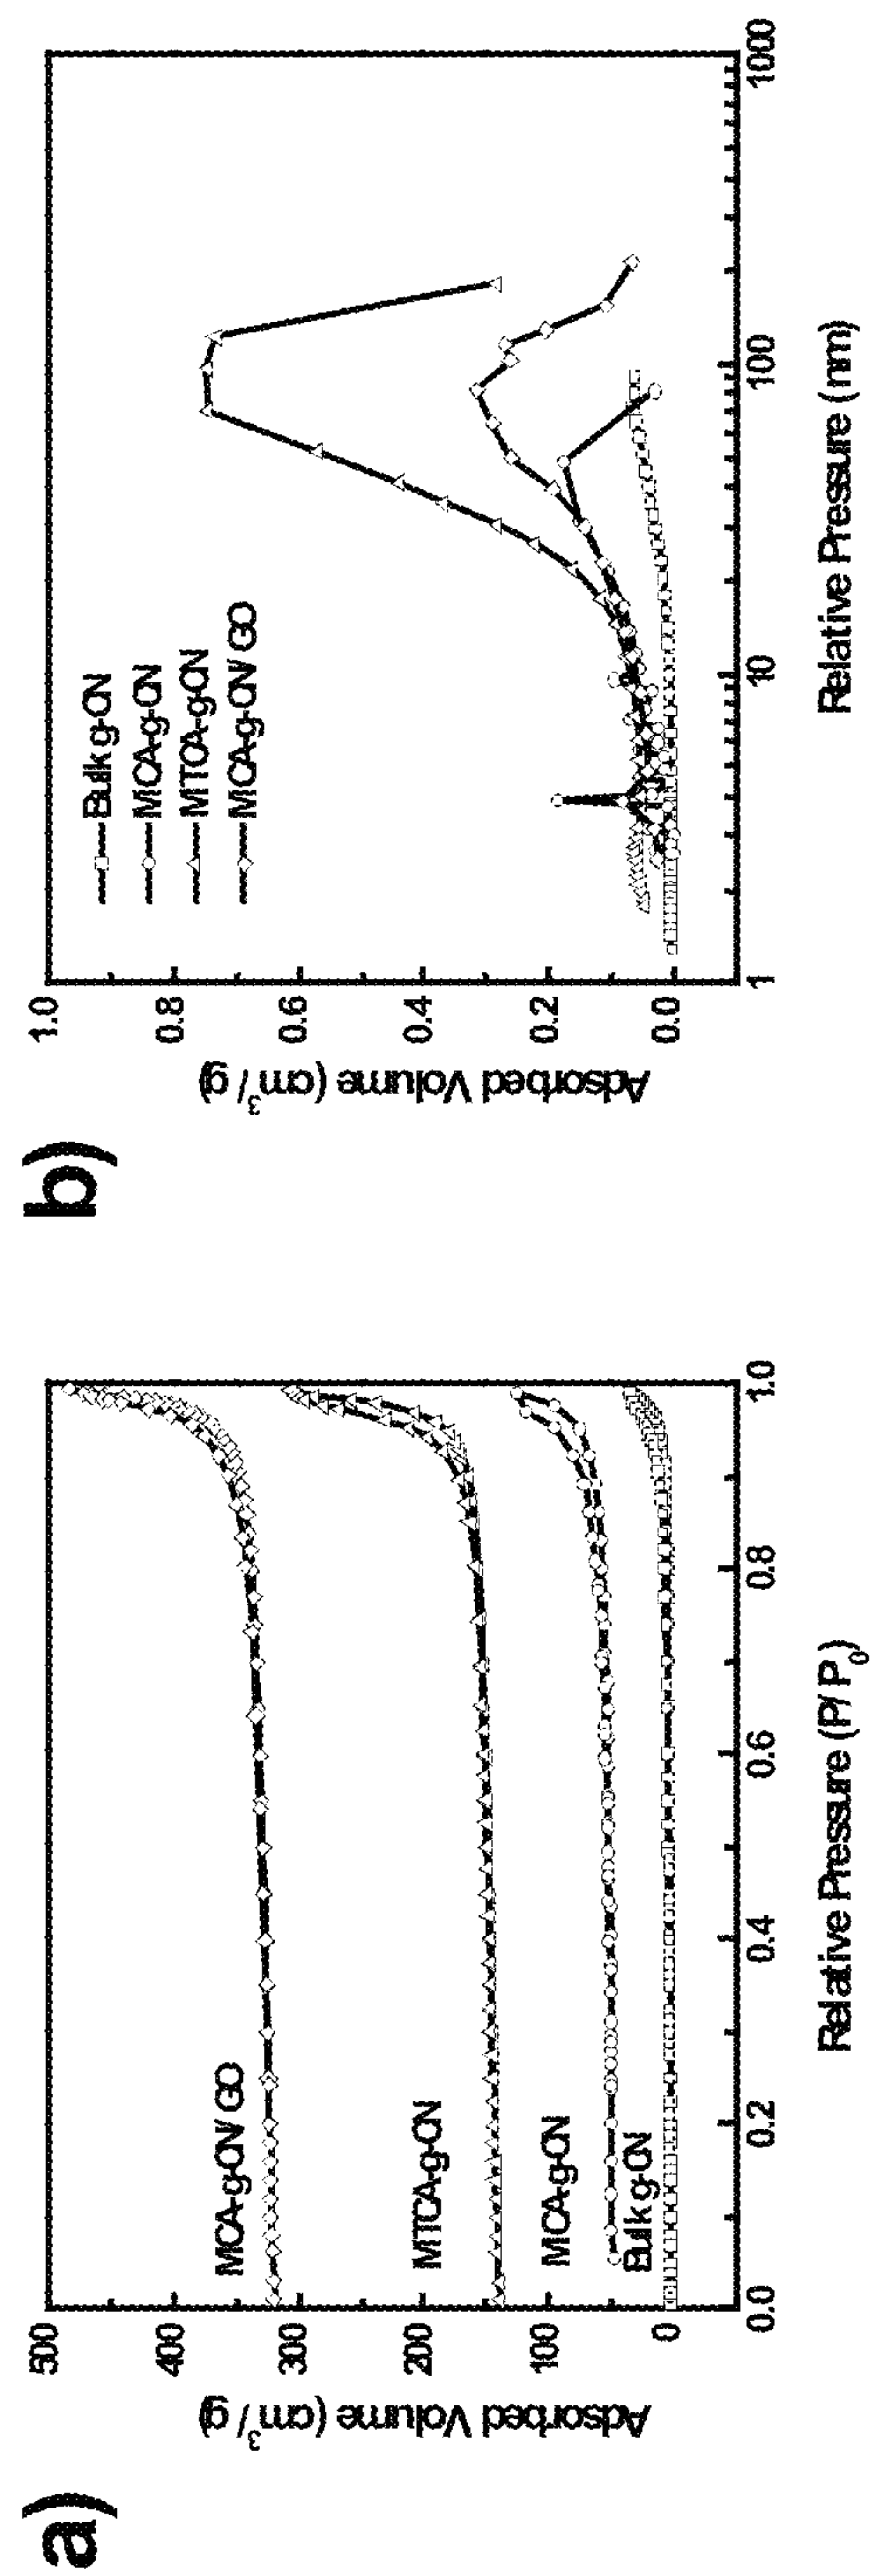 a)
Adsorbed Volume (cm³/g)
500
400
300
200
100
0
MCA-g-CN/GO
MTCA-g-CN
MCA-g-CN
Bulk g-CN
0.0 0.2 0.4 0.6 0.8 1.0
Relative Pressure (P/P₀)
b)
Adsorbed Volume (cm³/g)
1.0
0.8
0.6
0.4
0.2
0.0
Bulk g-CN
MCA-g-CN
MTCA-g-CN
MCA-g-CN/GO
1 10 100 1000
Relative Pressure (nm)